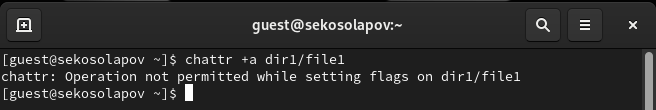 guest@sekosolapov:~
[guest@sekosolapov ~]$ chattr +a dir1/file1
chattr: Operation not permitted while setting flags on dir1/file1
[guest@sekosolapov ~]$